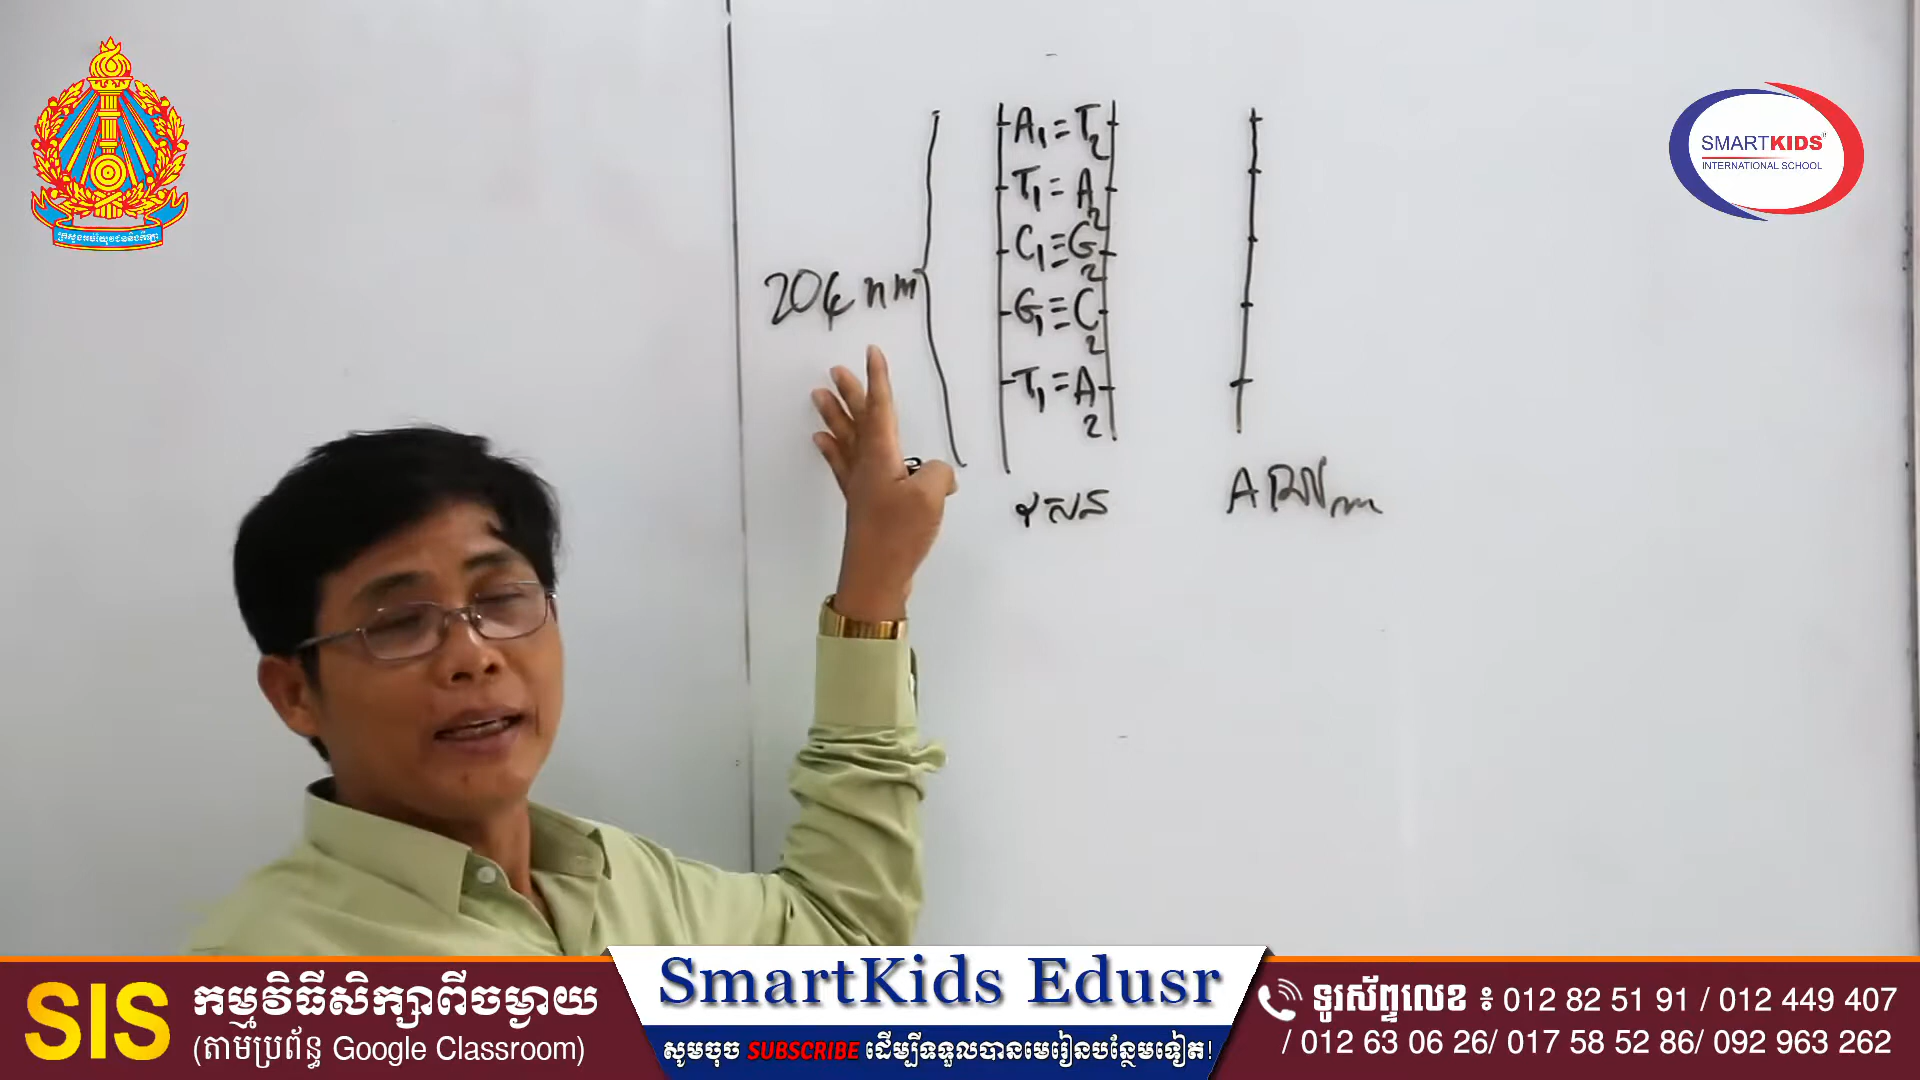 SMARTKIDS
INTERNATIONAL SCHOOL
A1 = T2
T1 = A2
C1 ≡ G2
G1 ≡ C2
T1 = A2
204 nm
ARNm
SIS
កម្មវិធីសិក្សាពីចម្ងាយ
(តាមប្រព័ន្ធ Google Classroom)
SmartKids Edusr
សូមចុច SUBSCRIBE ដើម្បីទទួលបានមេរៀនបន្ថែមទៀត!
ទូរស័ព្ទលេខ ៖ 012 82 51 91 / 012 449 407
/ 012 63 06 26/ 017 58 52 86/ 092 963 262